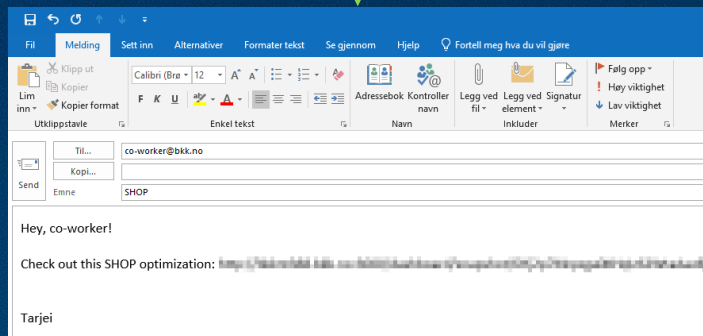 Fil Melding Sett inn Alternativer Formater tekst Se gjennom Hjelp Fortell meg hva du vil gjøre
Lim inn
Klipp ut
Kopier
Kopier format
Utklippstavle
Calibri (Brø 12 A A
F K U aby A
Enkel tekst
Adressebok Kontroller navn
Navn
Legg ved fil Legg ved element Signatur
Inkluder
Følg opp
! Høy viktighet
Lav viktighet
Merker
Send
Til... co-worker@bkk.no
Kopi...
Emne SHOP
Hey, co-worker!
Check out this SHOP optimization:
Tarjei